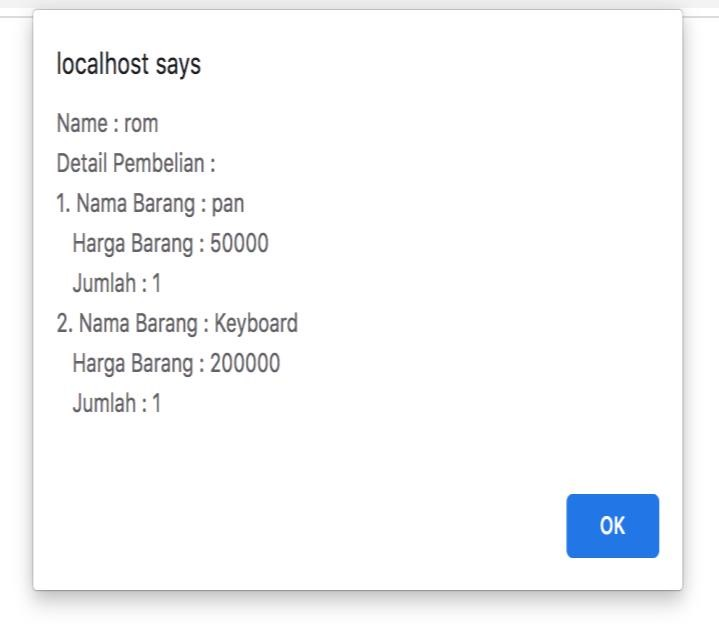 localhost says
Name : rom
Detail Pembelian :
1. Nama Barang : pan
Harga Barang : 50000
Jumlah : 1
2. Nama Barang : Keyboard
Harga Barang : 200000
Jumlah : 1
OK